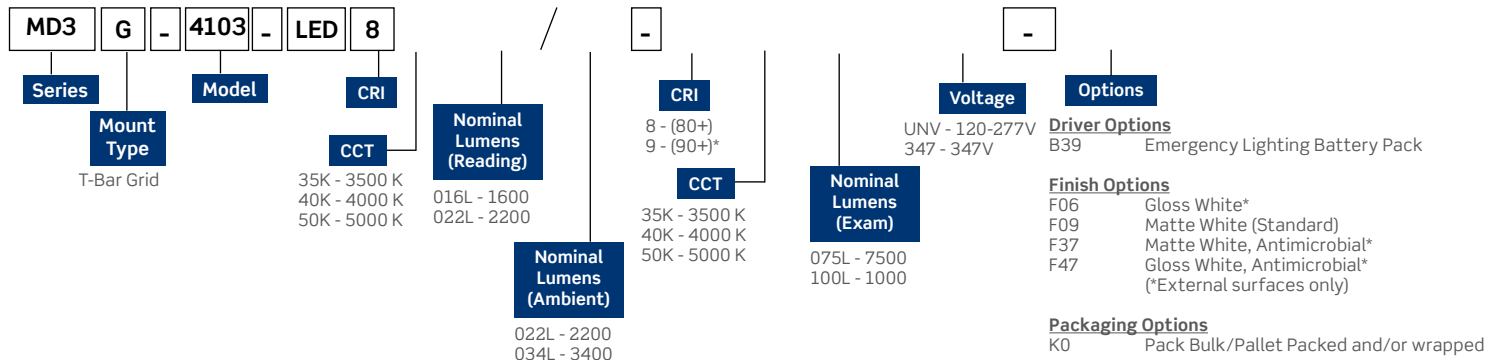 MD3 G - 4103 - LED 8 / - -
Series
Mount
Type
T-Bar Grid
Model
CRI
CCT
35K - 3500 K
40K - 4000 K
50K - 5000 K
Nominal
Lumens
(Reading)
016L - 1600
022L - 2200
Nominal
Lumens
(Ambient)
022L - 2200
034L - 3400
CRI
8 - (80+)
9 - (90+)*
CCT
35K - 3500 K
40K - 4000 K
50K - 5000 K
Nominal
Lumens
(Exam)
075L - 7500
100L - 1000
Voltage
UNV - 120-277V
347 - 347V
Options
Driver Options
B39 Emergency Lighting Battery Pack
Finish Options
F06 Gloss White*
F09 Matte White (Standard)
F37 Matte White, Antimicrobial*
F47 Gloss White, Antimicrobial*
(*External surfaces only)
Packaging Options
K0 Pack Bulk/Pallet Packed and/or wrapped